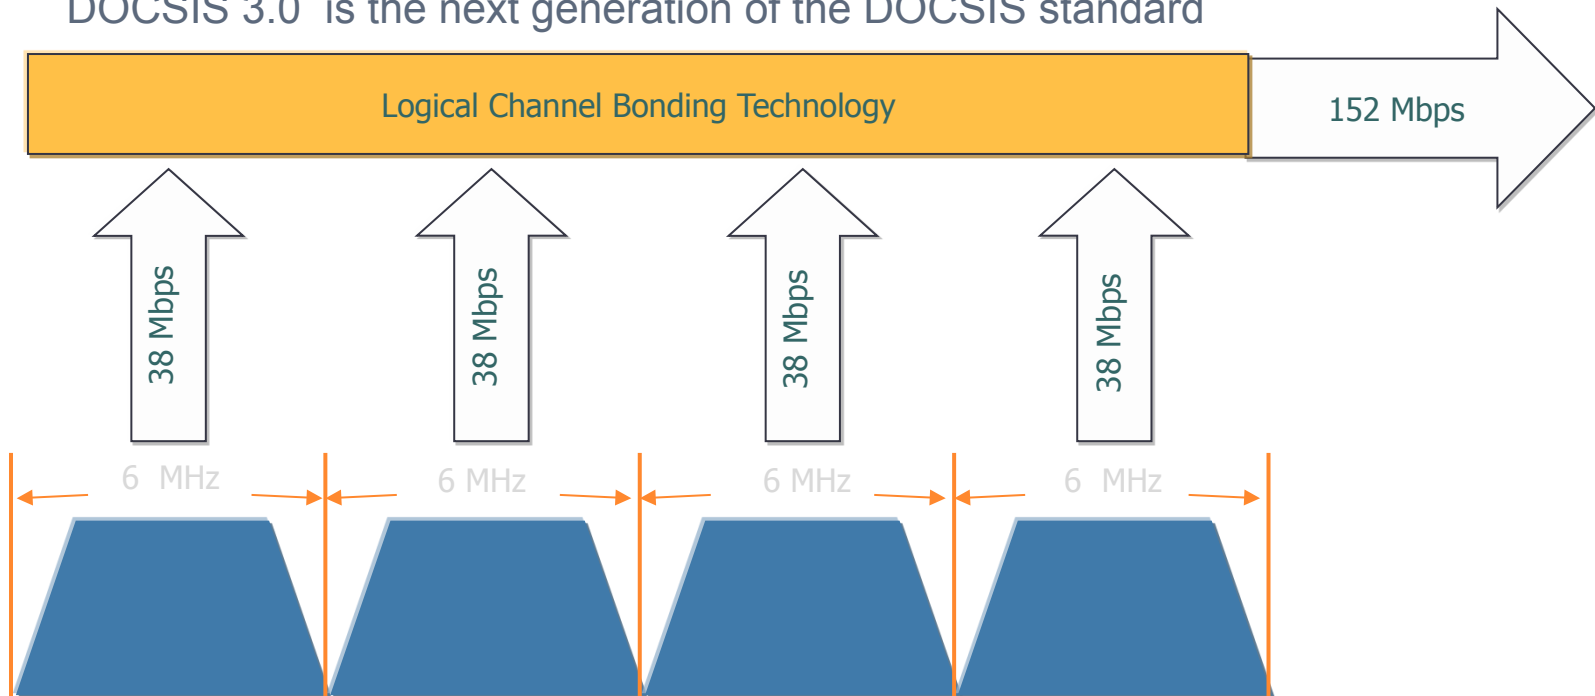 DOCSIS 3.0 is the next generation of the DOCSIS standard
Logical Channel Bonding Technology
152 Mbps
38 Mbps
38 Mbps
38 Mbps
38 Mbps
6 MHz
6 MHz
6 MHz
6 MHz